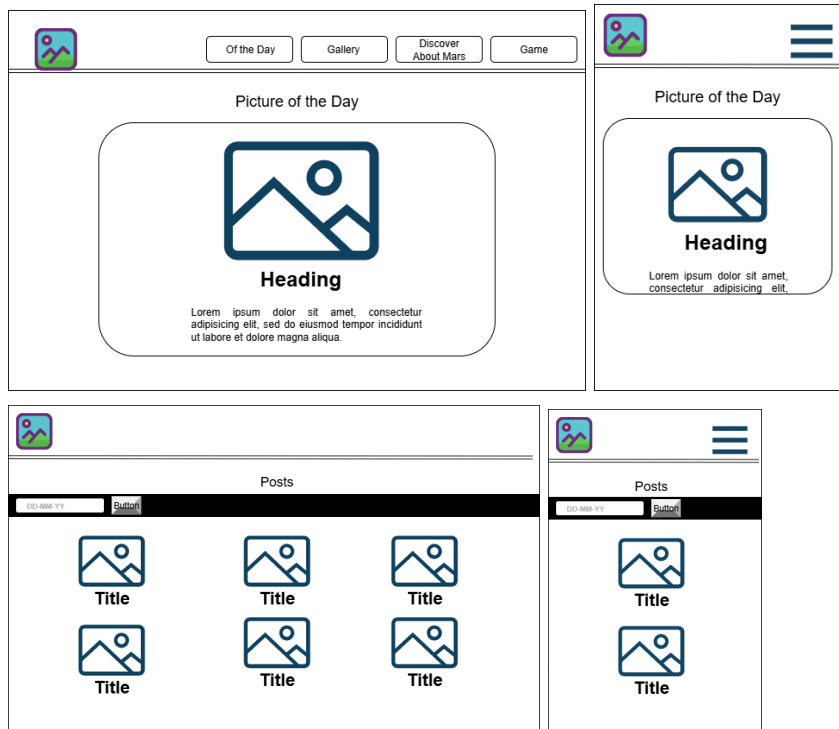 Of the Day
Gallery
Discover
About Mars
Game
Picture of the Day
Heading
Lorem ipsum dolor sit amet, consectetur
adipisicing elit, sed do eiusmod tempor incididunt
ut labore et dolore magna aliqua.
Picture of the Day
Heading
Lorem ipsum dolor sit amet,
consectetur adipisicing elit,
Posts
DD-MM-YY
Button
Title
Title
Title
Title
Title
Title
Posts
DD-MM-YY
Button
Title
Title